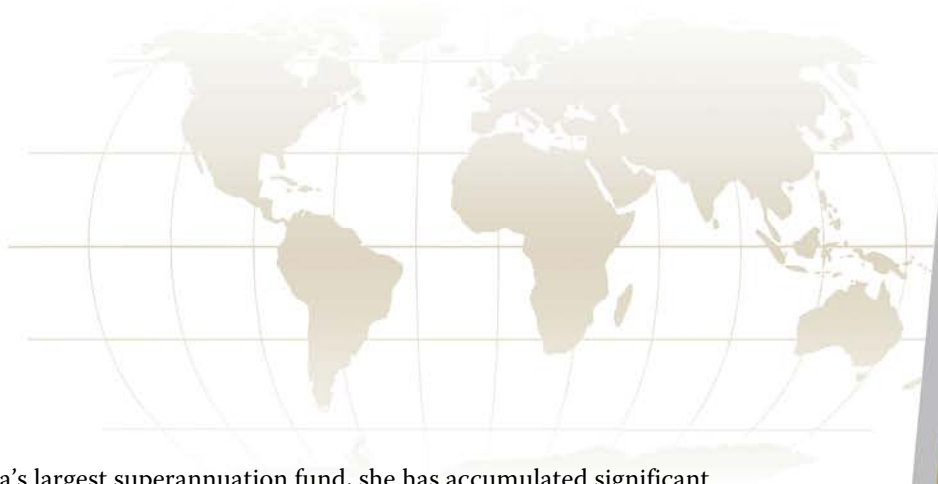 a's largest superannuation fund, she has accumulated significant